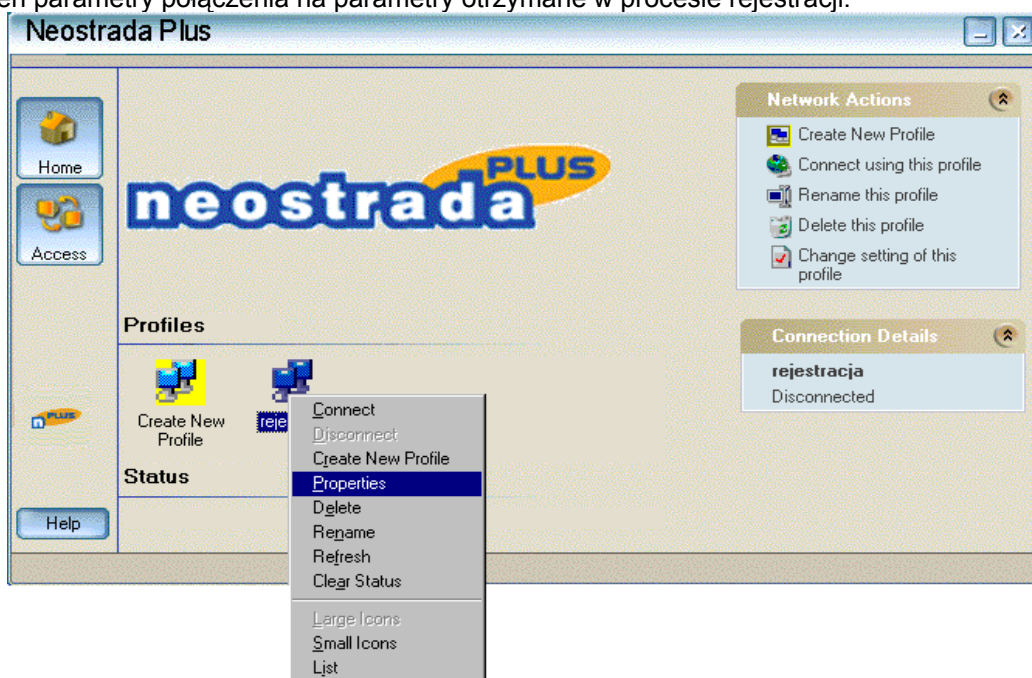 parametry połączenia na parametry otrzymane w procesie rejestracji.
Neostrada Plus
Home
Access
PLUS
neostrada
Network Actions
Create New Profile
Connect using this profile
Rename this profile
Delete this profile
Change setting of this
profile
Profiles
Connection Details
rejestracja
Disconnected
Create New
Profile
reje
Connect
Disconnect
Create New Profile
Properties
Delete
Rename
Refresh
Clear Status
Large Icons
Small Icons
List
n PLUS
Status
Help